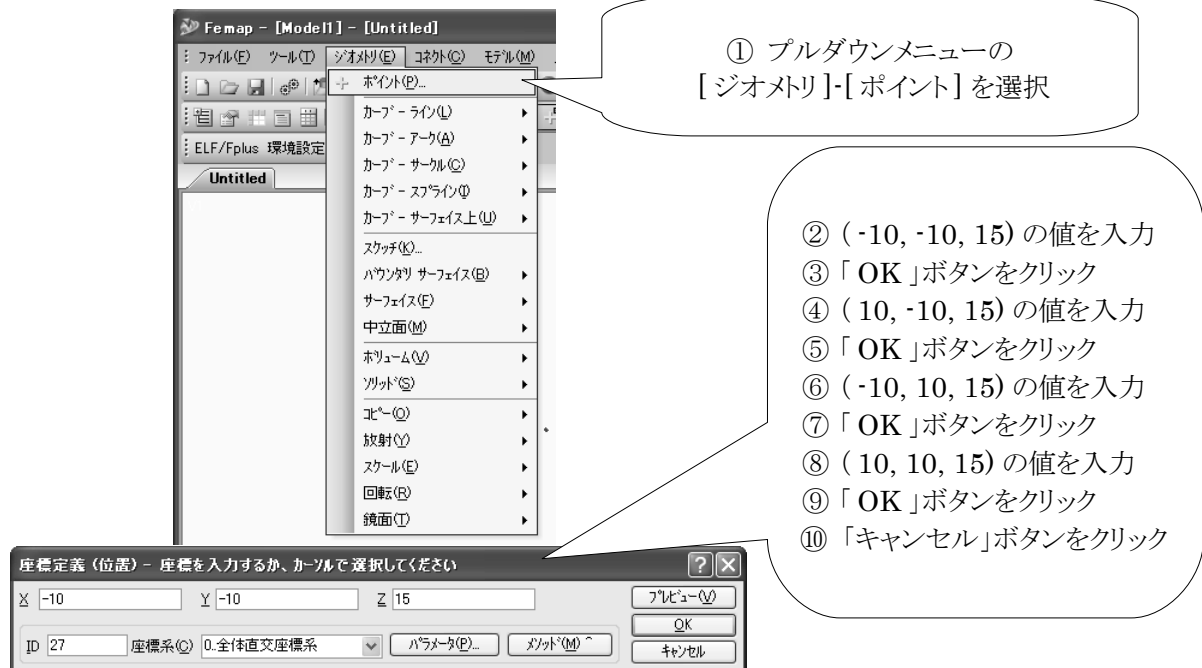 Femap - [Model1] - [Untitled]
ファイル(F) ツール(T) ジオメトリ(E) コネクト(C) モデル(M)
ポイント(P)...
カーブ - ライン(L)
カーブ - アーク(A)
ELF/Fplus 環境設定
カーブ - サークル(C)
Untitled
カーブ - スプライン(I)
カーブ - サーフェイス上(U)
スケッチ(K)...
バウンダリ サーフェイス(B)
サーフェイス(F)
中立面(M)
ボリューム(V)
ソリッド(S)
コピー(O)
放射(Y)
スケール(E)
回転(R)
鏡面(T)
① プルダウンメニューの
[ジオメトリ]-[ポイント] を選択
② ( -10, -10, 15) の値を入力
③「 OK 」ボタンをクリック
④ ( 10, -10, 15) の値を入力
⑤「 OK 」ボタンをクリック
⑥ ( -10, 10, 15) の値を入力
⑦「 OK 」ボタンをクリック
⑧ ( 10, 10, 15) の値を入力
⑨「 OK 」ボタンをクリック
⑩ 「キャンセル」ボタンをクリック
座標定義 (位置) - 座標を入力するか、カーソルで選択してください
X -10 Y -10 Z 15 プレビュー(V)
OK
ID 27 座標系(C) 0.全体直交座標系 パラメータ(P)... メソッド(M) ^ キャンセル